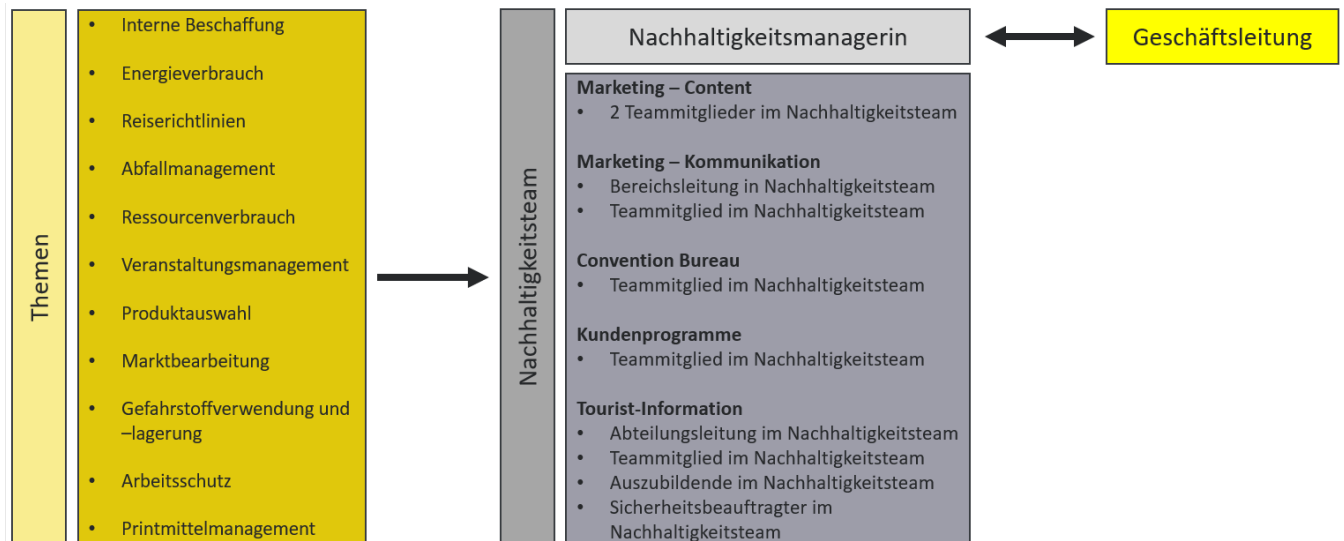 Themen
• Interne Beschaffung
• Energieverbrauch
• Reiserichtlinien
• Abfallmanagement
• Ressourcenverbrauch
• Veranstaltungsmanagement
• Produktauswahl
• Marktbearbeitung
• Gefahrstoffverwendung und
–lagerung
• Arbeitsschutz
• Printmittelmanagement
Nachhaltigkeitsteam
Nachhaltigkeitsmanagerin
Geschäftsleitung
Marketing – Content
• 2 Teammitglieder im Nachhaltigkeitsteam
Marketing – Kommunikation
• Bereichsleitung in Nachhaltigkeitsteam
• Teammitglied im Nachhaltigkeitsteam
Convention Bureau
• Teammitglied im Nachhaltigkeitsteam
Kundenprogramme
• Teammitglied im Nachhaltigkeitsteam
Tourist-Information
• Abteilungsleitung im Nachhaltigkeitsteam
• Teammitglied im Nachhaltigkeitsteam
• Auszubildende im Nachhaltigkeitsteam
• Sicherheitsbeauftragter im
Nachhaltigkeitsteam